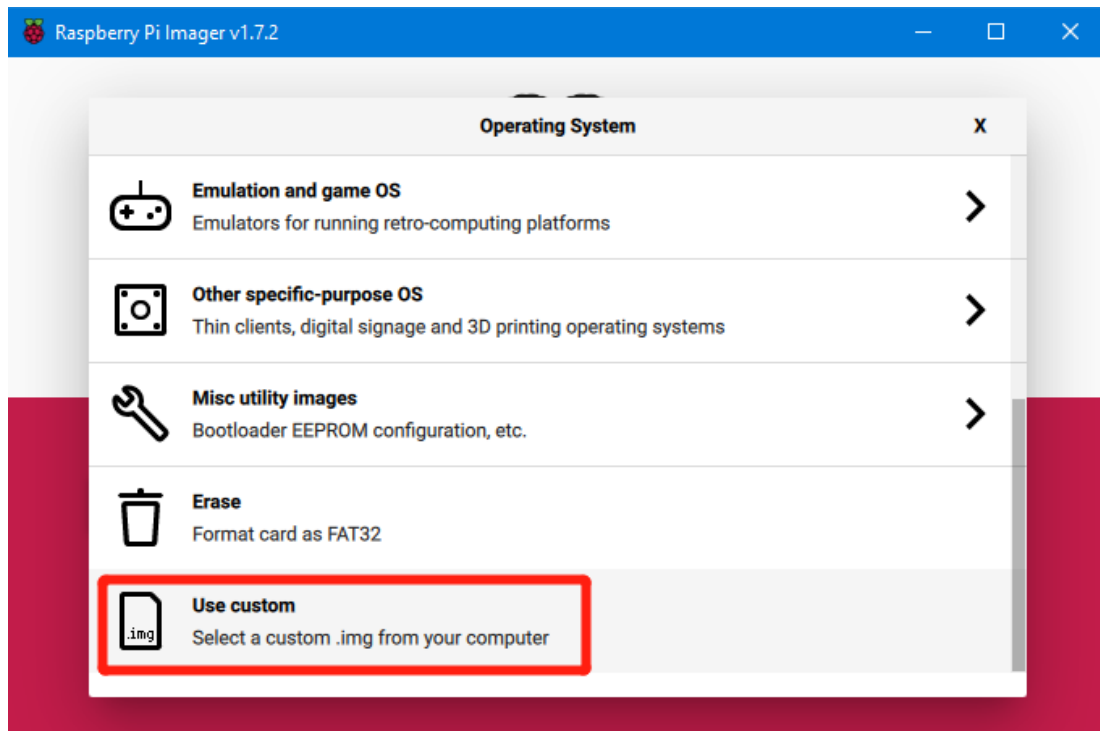 Raspberry Pi Imager v1.7.2
Operating System
X
Emulation and game OS
Emulators for running retro-computing platforms
Other specific-purpose OS
Thin clients, digital signage and 3D printing operating systems
Misc utility images
Bootloader EEPROM configuration, etc.
Erase
Format card as FAT32
.img
Use custom
Select a custom .img from your computer